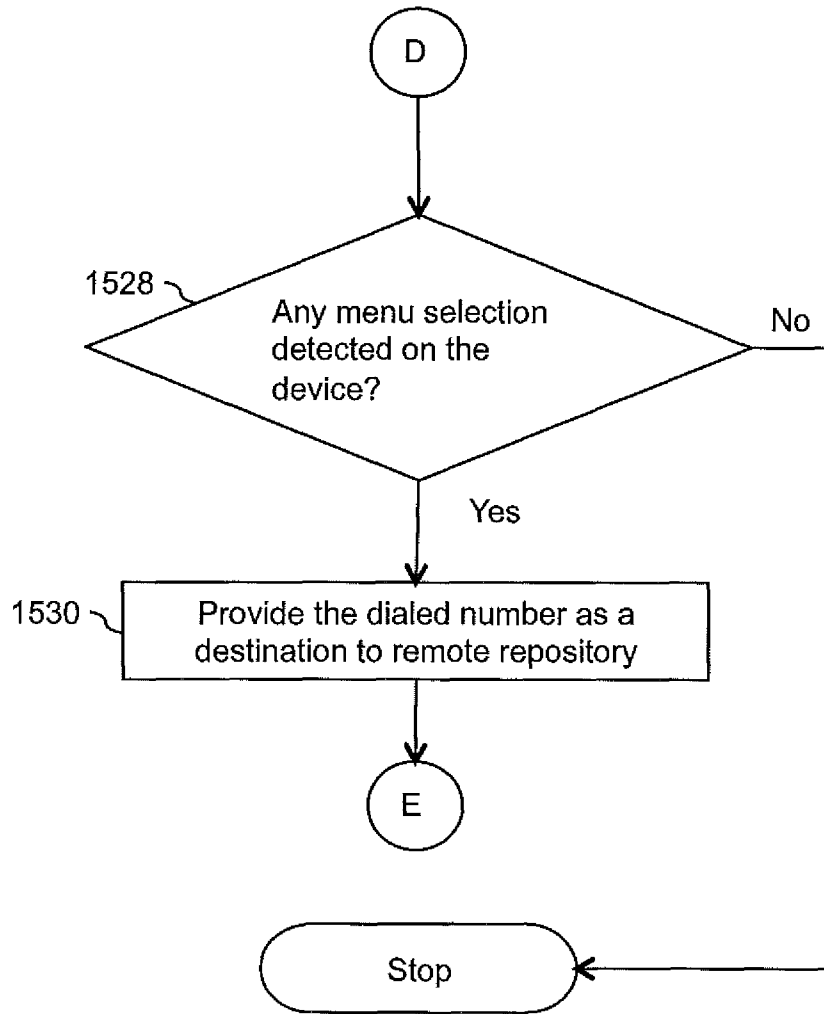 D
1528
Any menu selection
detected on the
device?
No
Yes
1530
Provide the dialed number as a
destination to remote repository
E
Stop